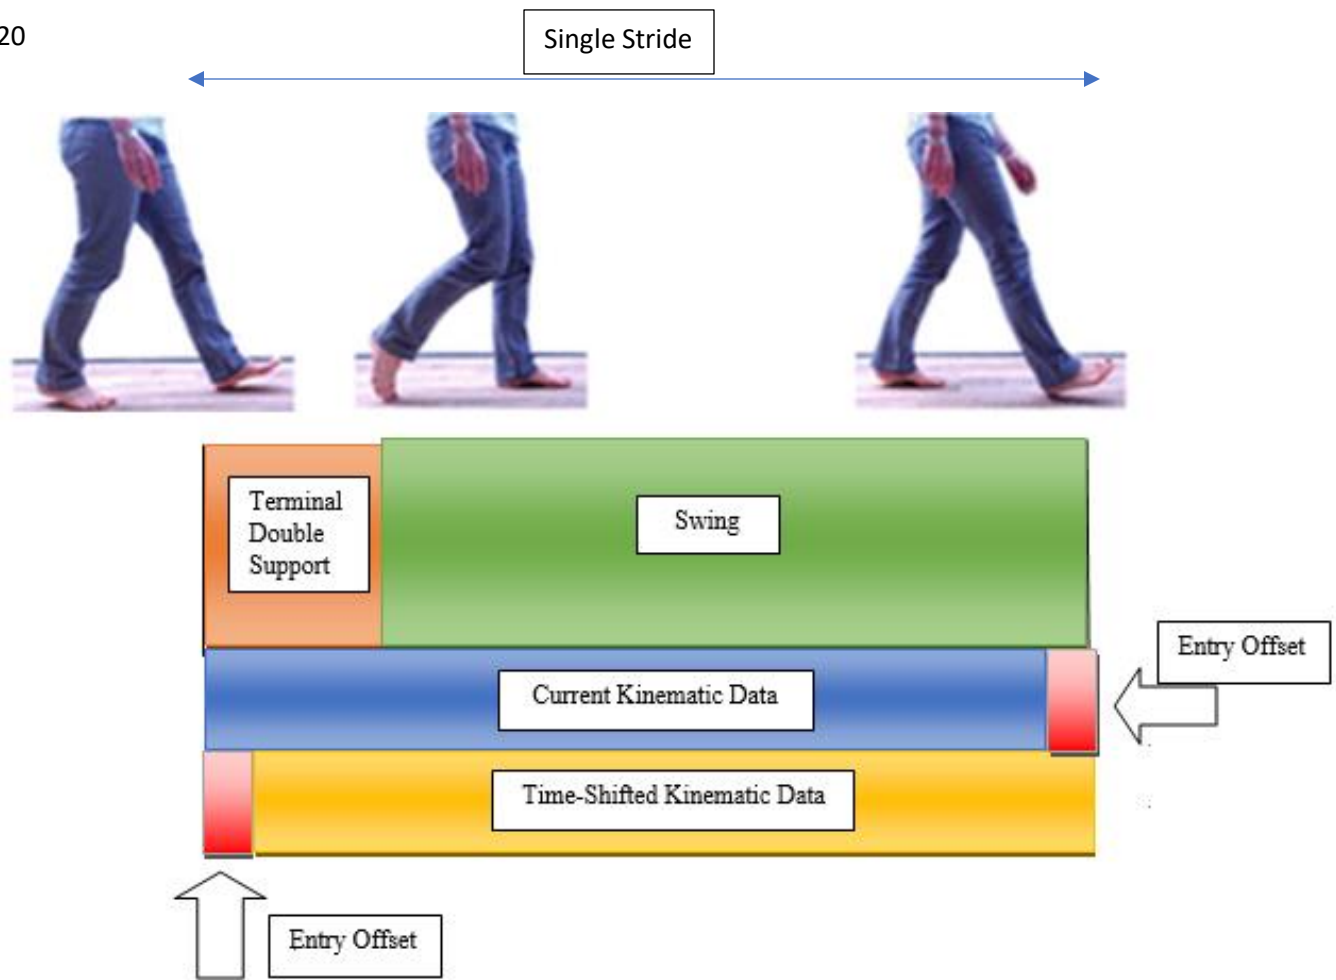 20
Single Stride
Terminal
Double
Support
Swing
Entry Offset
Current Kinematic Data
Time-Shifted Kinematic Data
Entry Offset